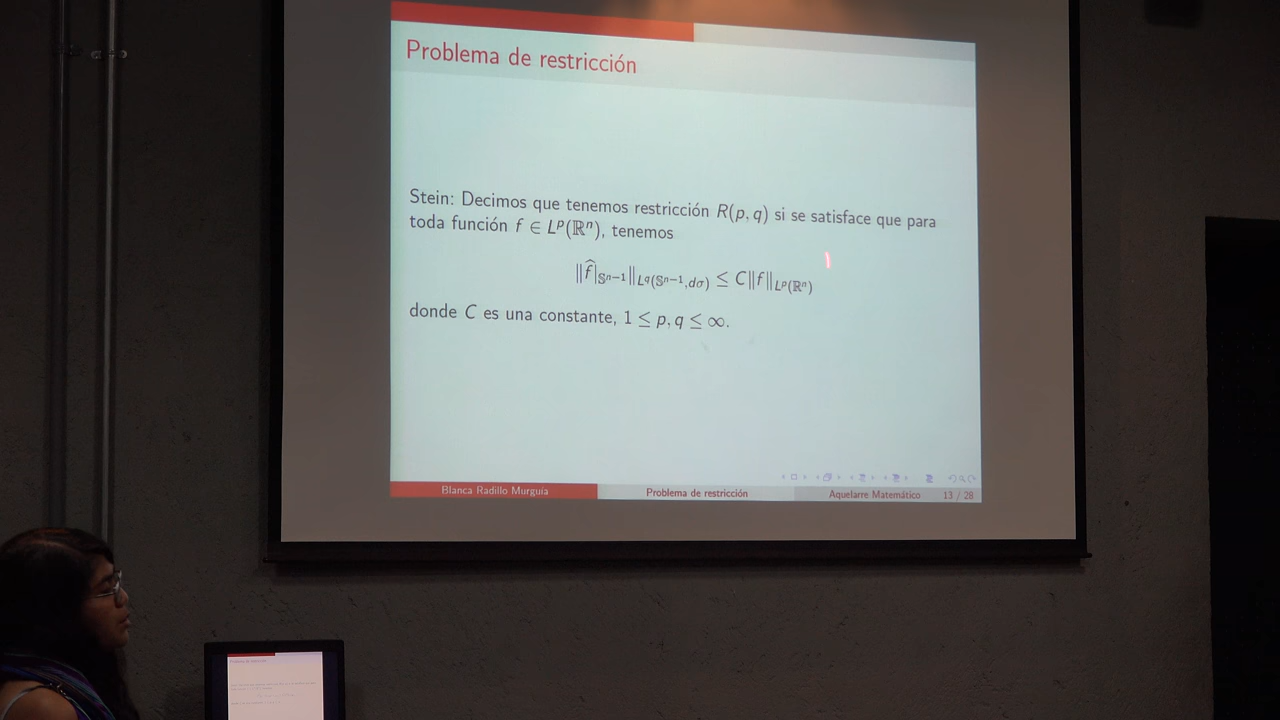 Problema de restricción
Stein: Decimos que tenemos restricción R(p, q) si se satisface que para
toda función f ∈ L^p(ℝ^n), tenemos
‖f̂|_{𝕊^{n−1}}‖_{L^q(𝕊^{n−1},dσ)} ≤ C‖f‖_{L^p(ℝ^n)}
donde C es una constante, 1 ≤ p, q ≤ ∞.
Blanca Radillo Murguía Problema de restricción Aquelarre Matemático 13 / 28